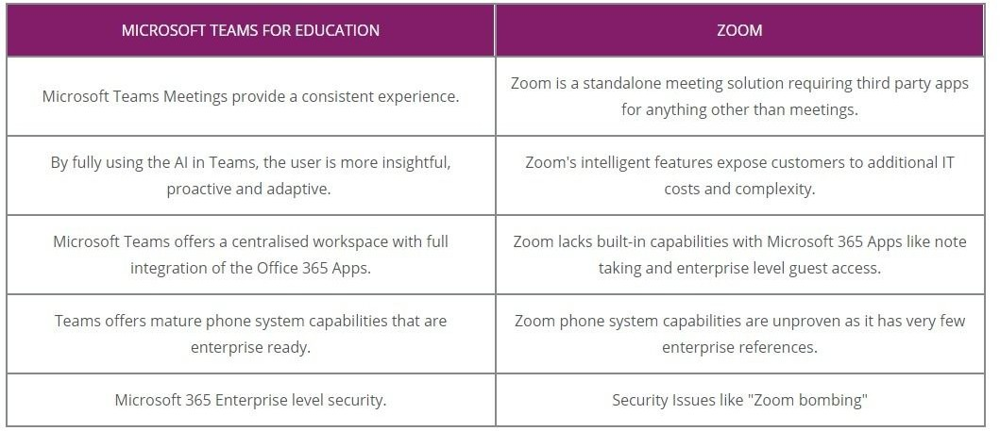 MICROSOFT TEAMS FOR EDUCATION
ZOOM
Microsoft Teams Meetings provide a consistent experience.
Zoom is a standalone meeting solution requiring third party apps
for anything other than meetings.
By fully using the AI in Teams, the user is more insightful,
proactive and adaptive.
Zoom's intelligent features expose customers to additional IT
costs and complexity.
Microsoft Teams offers a centralised workspace with full
integration of the Office 365 Apps.
Zoom lacks built-in capabilities with Microsoft 365 Apps like note
taking and enterprise level guest access.
Teams offers mature phone system capabilities that are
enterprise ready.
Zoom phone system capabilities are unproven as it has very few
enterprise references.
Microsoft 365 Enterprise level security.
Security Issues like "Zoom bombing"